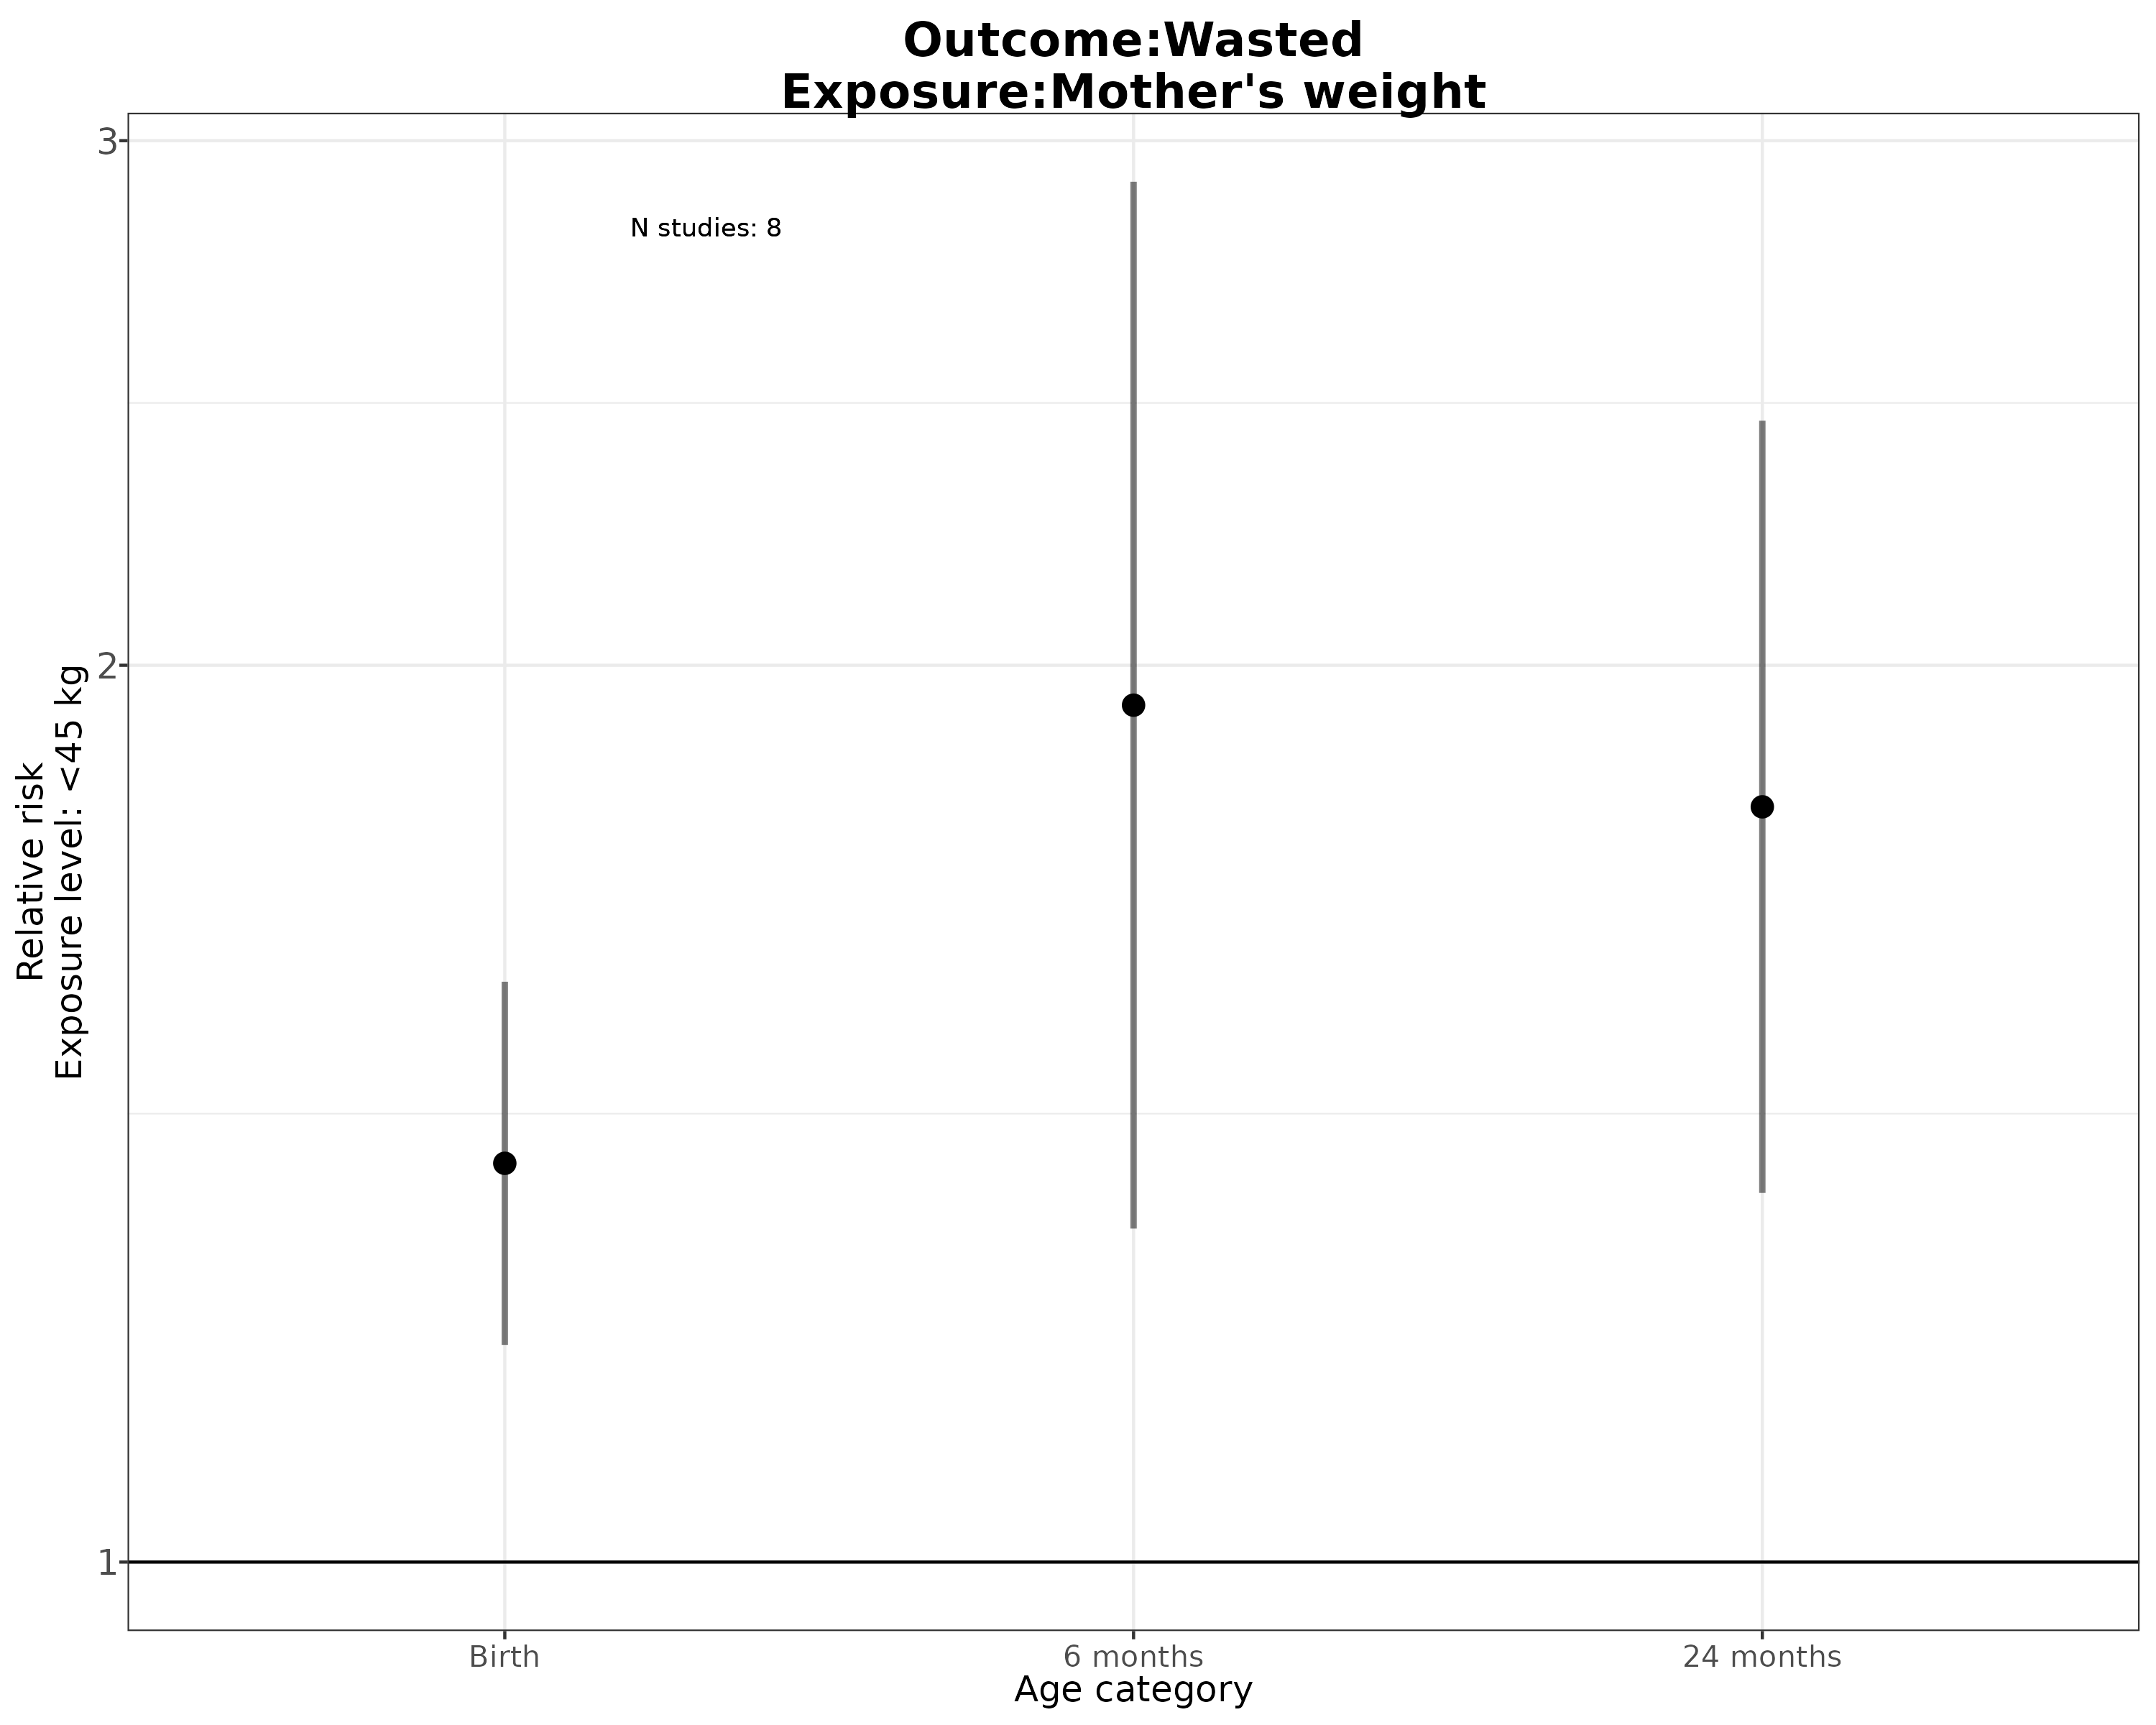 Outcome:Wasted
Exposure:Mother's weight
N studies: 8
3
2
1
Relative risk
Exposure level: <45 kg
Birth
6 months
24 months
Age category